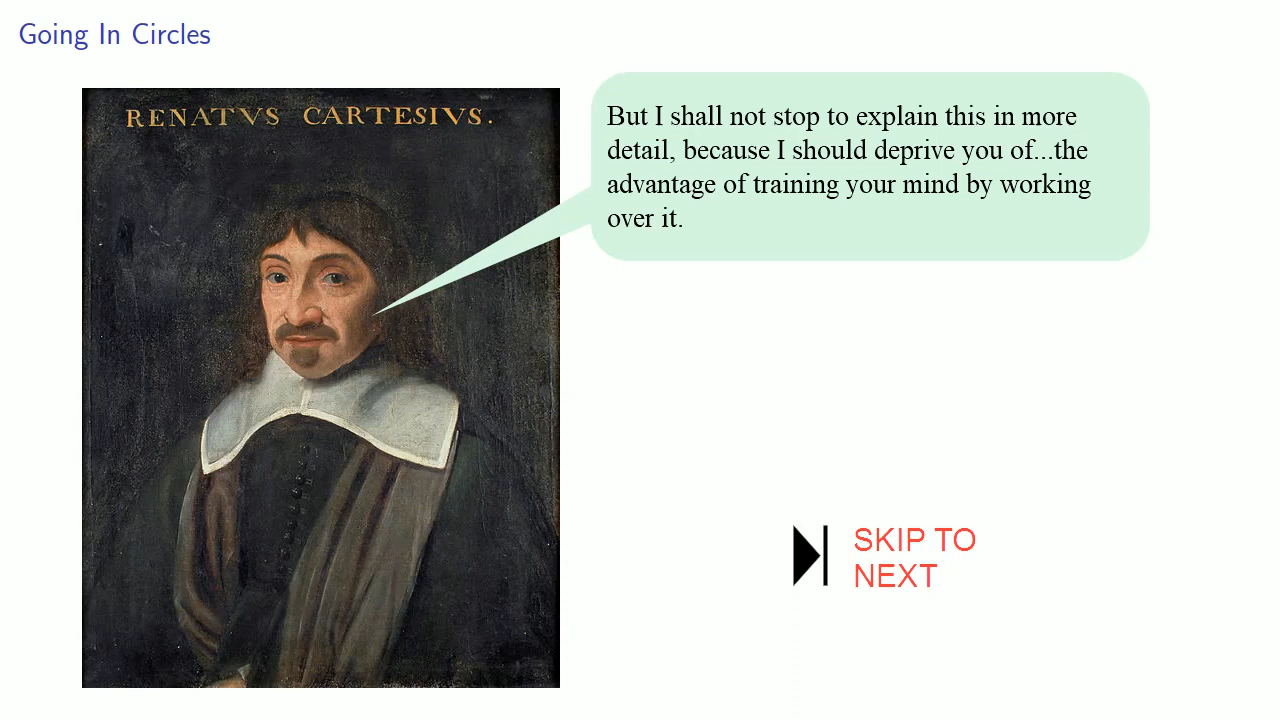 Going In Circles
RENATVS CARTESIVS.
But I shall not stop to explain this in more
detail, because I should deprive you of...the
advantage of training your mind by working
over it.
SKIP TO
NEXT